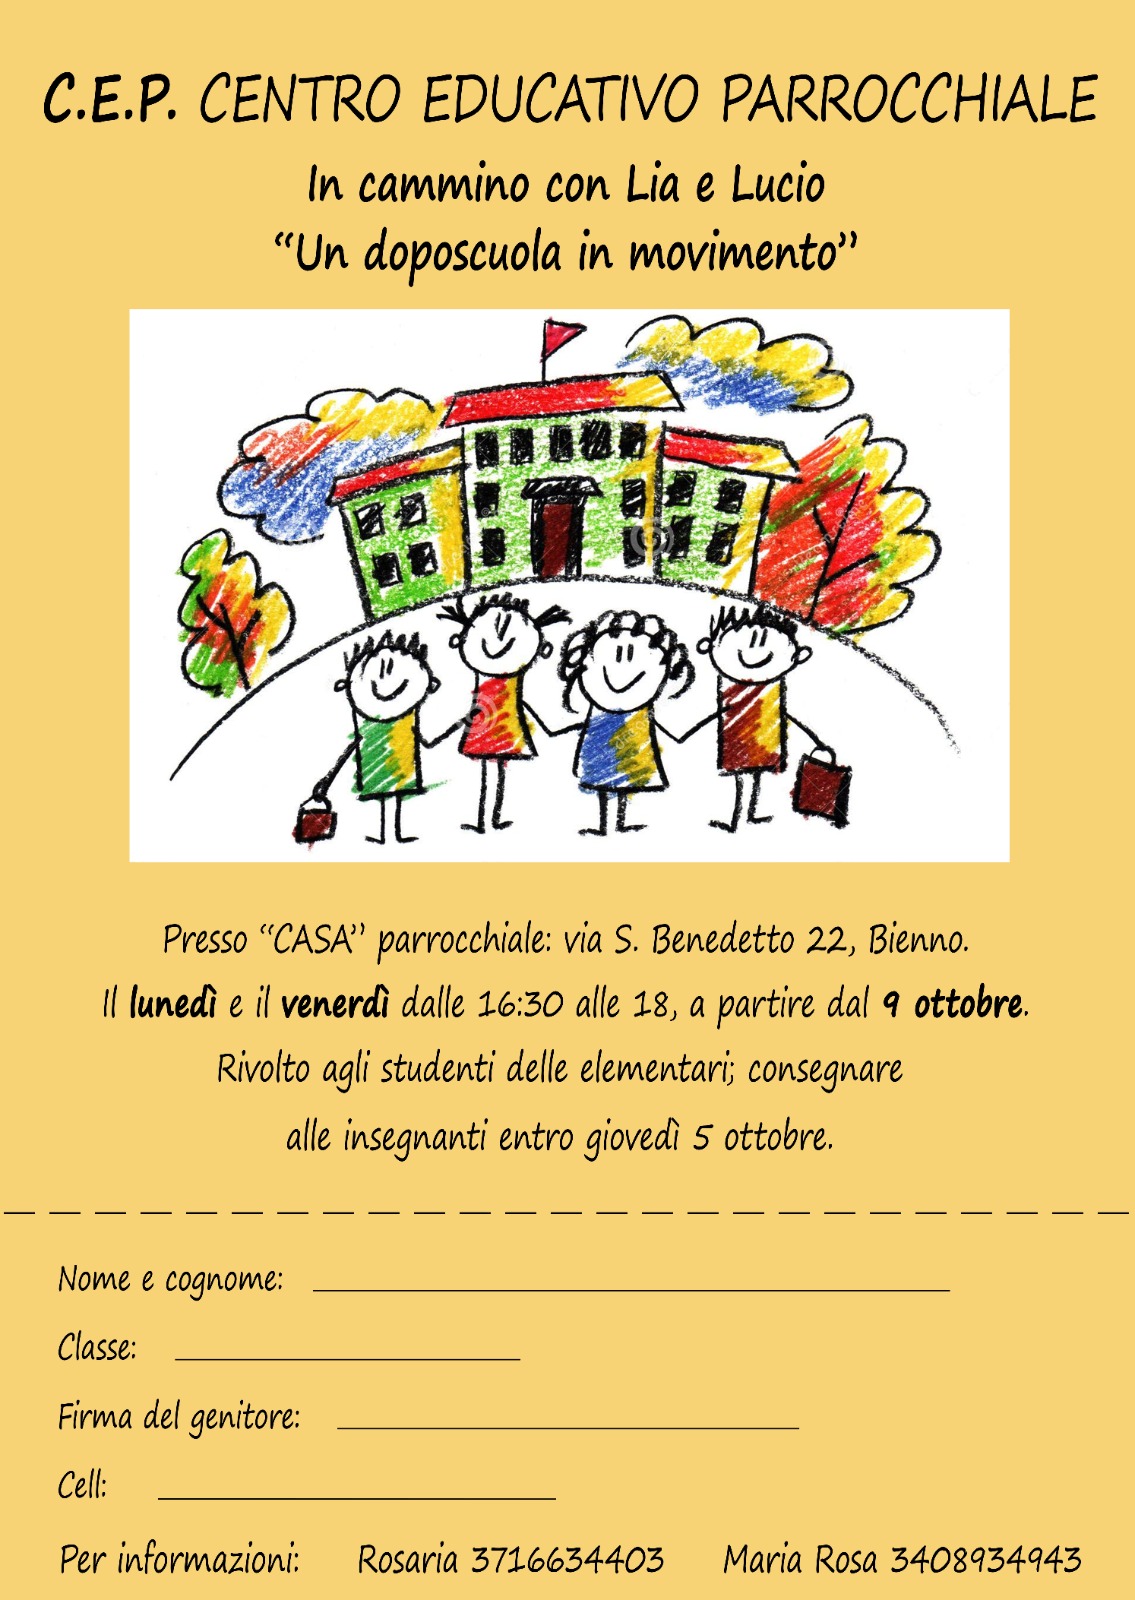 C.E.P. CENTRO EDUCATIVO PARROCCHIALE
In cammino con Lia e Lucio
“Un doposcuola in movimento”
Presso “CASA” parrocchiale: via S. Benedetto 22, Bienno.
Il lunedì e il venerdì dalle 16:30 alle 18, a partire dal 9 ottobre.
Rivolto agli studenti delle elementari; consegnare
alle insegnanti entro giovedì 5 ottobre.
Nome e cognome:
Classe:
Firma del genitore:
Cell:
Per informazioni: Rosaria 3716634403 Maria Rosa 3408934943